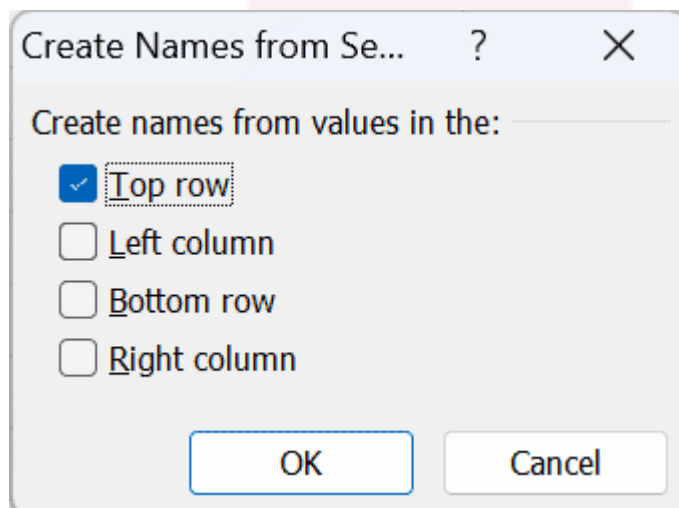 Create Names from Se... ?
Create names from values in the:
Top row
Left column
Bottom row
Right column
OK Cancel